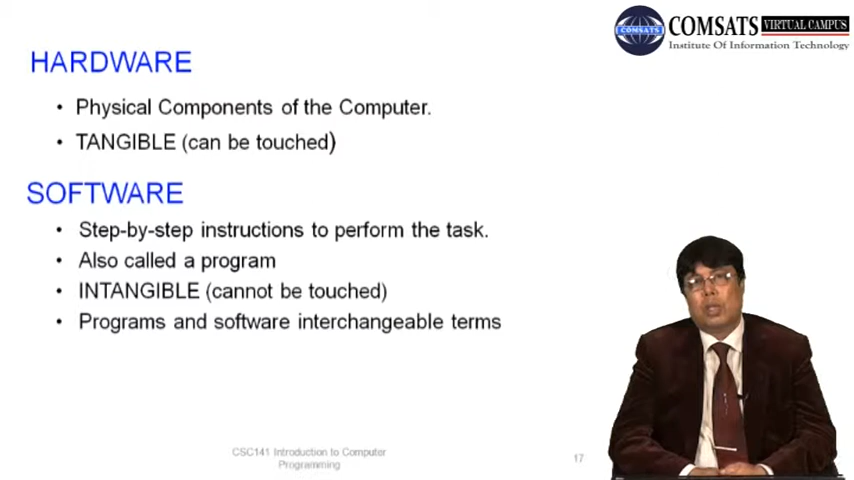 COMSATS VIRTUAL CAMPUS
COMSATS
Institute Of Information Technology
HARDWARE
• Physical Components of the Computer.
• TANGIBLE (can be touched)
SOFTWARE
• Step-by-step instructions to perform the task.
• Also called a program
• INTANGIBLE (cannot be touched)
• Programs and software interchangeable terms
CSC141 Introduction to Computer
Programming
17